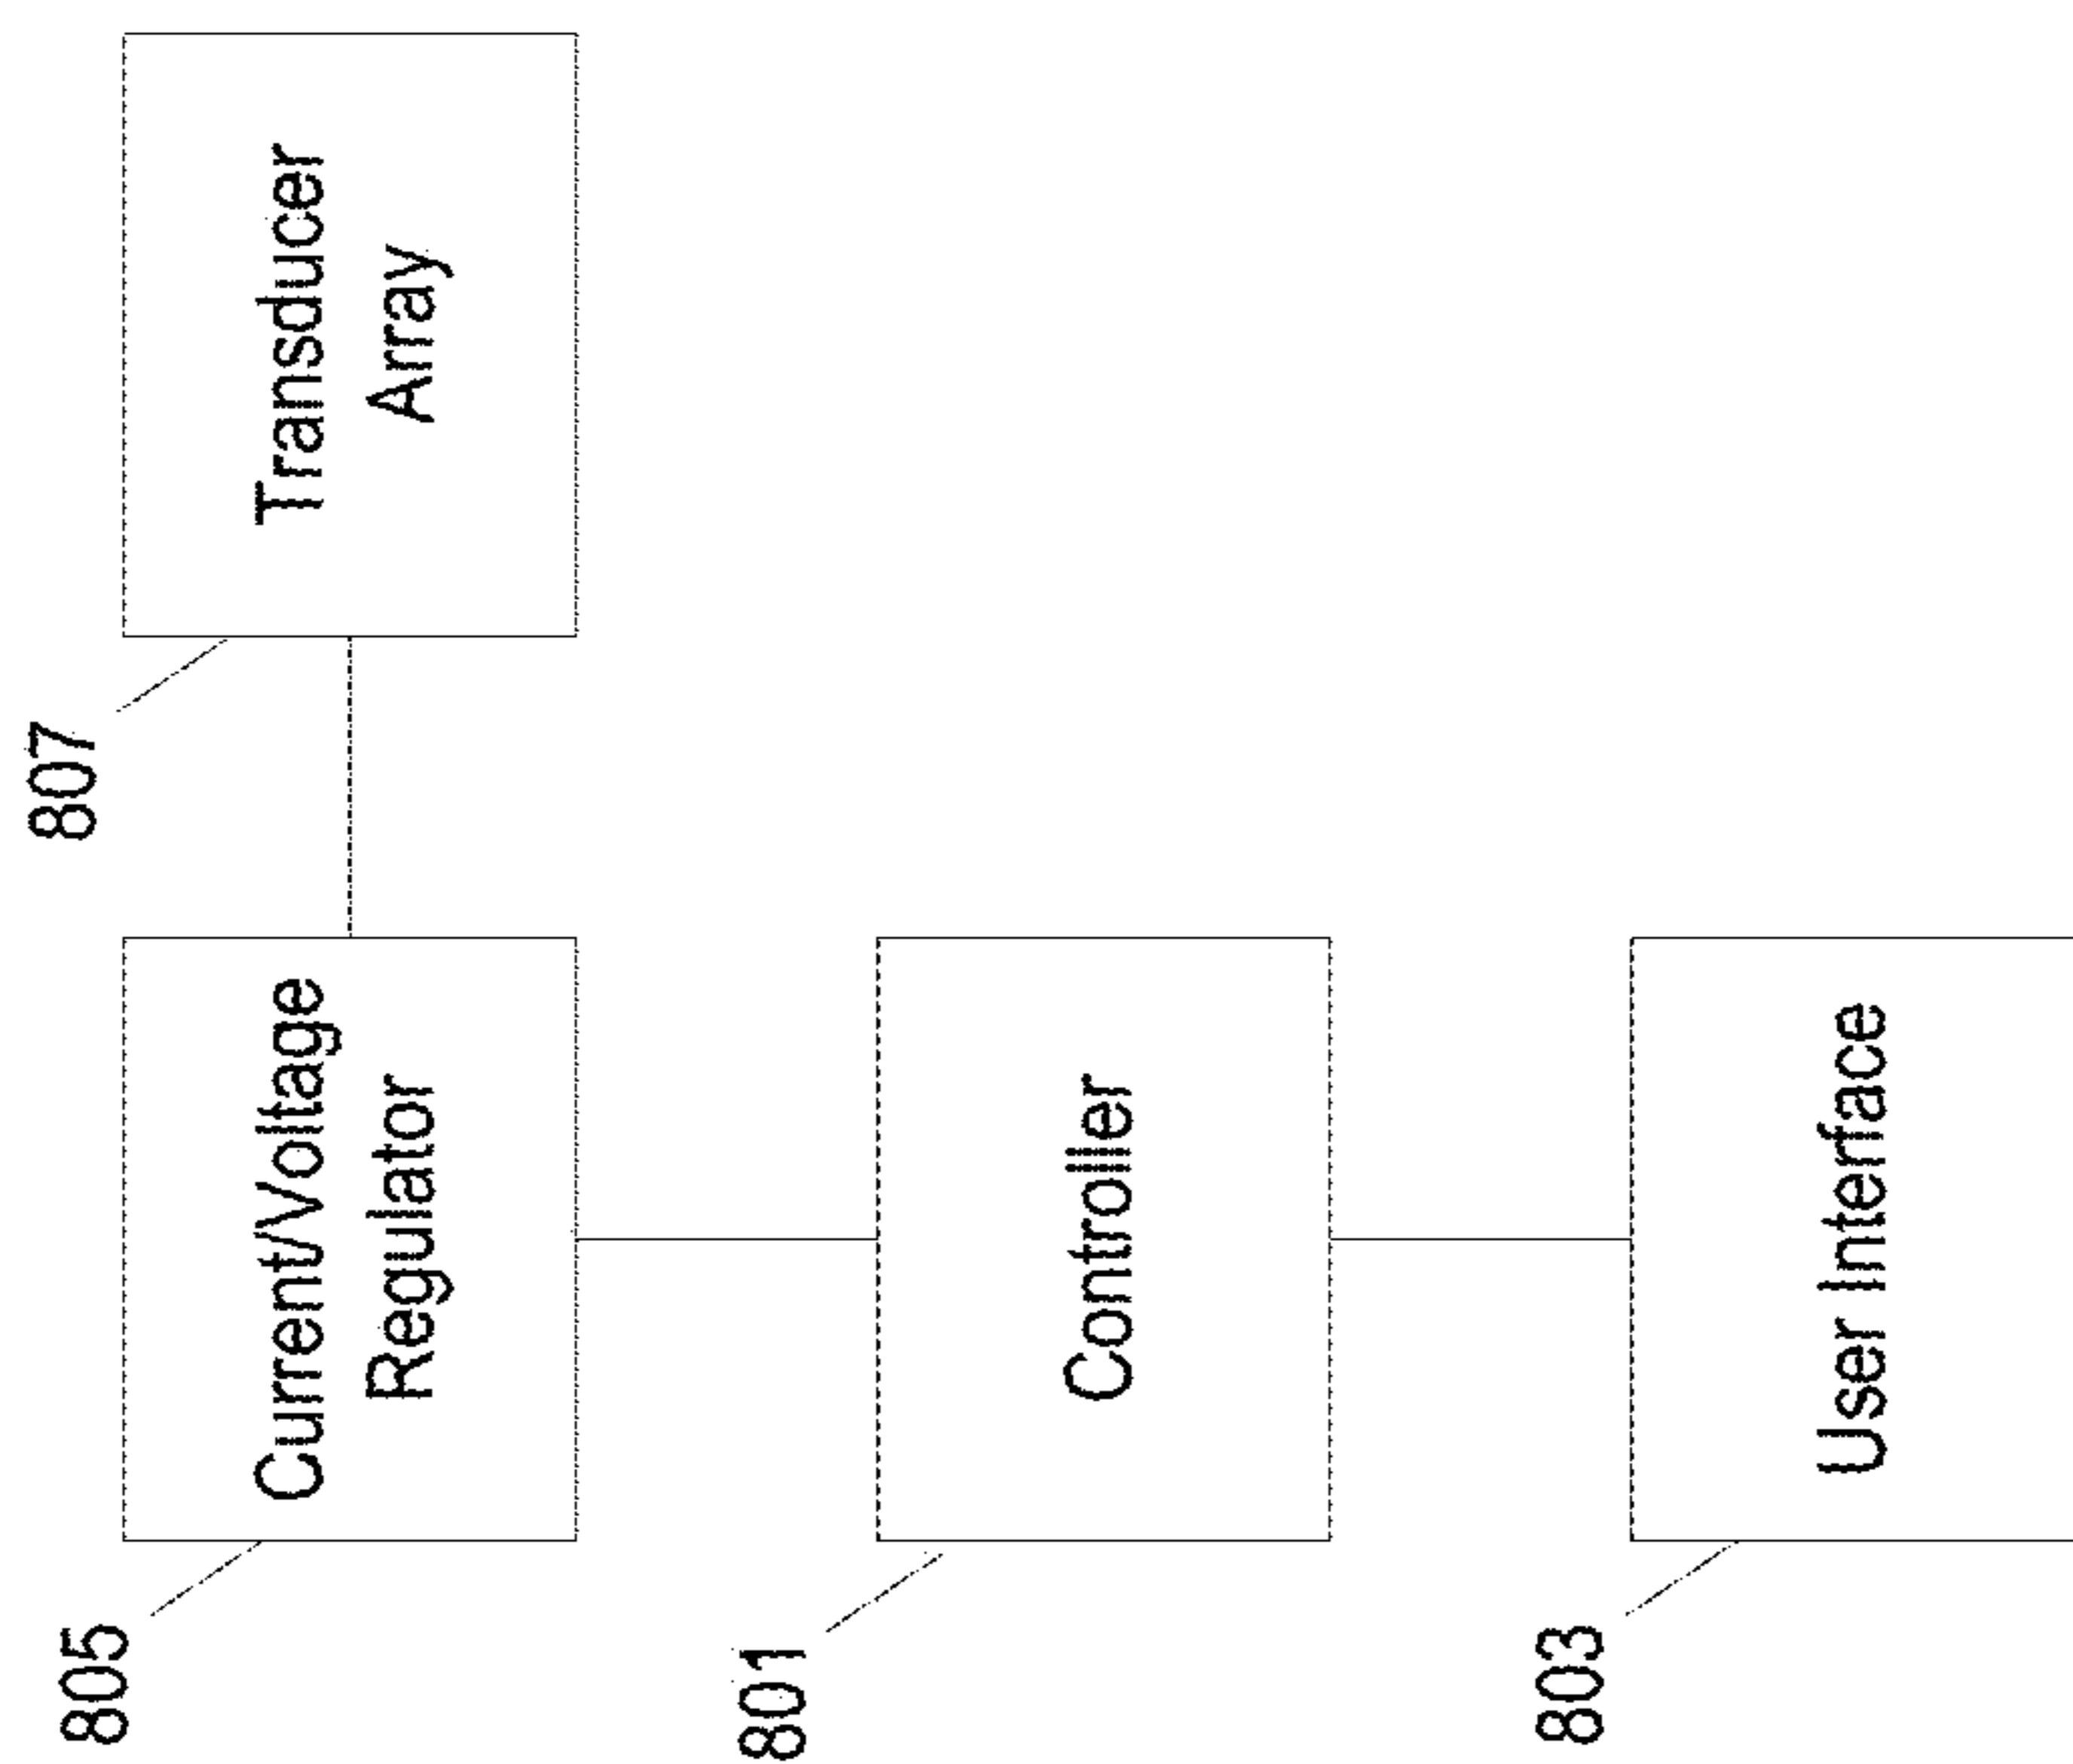 805
Current/Voltage
Regulator
807
Transducer
Array
801
Controller
803
User Interface